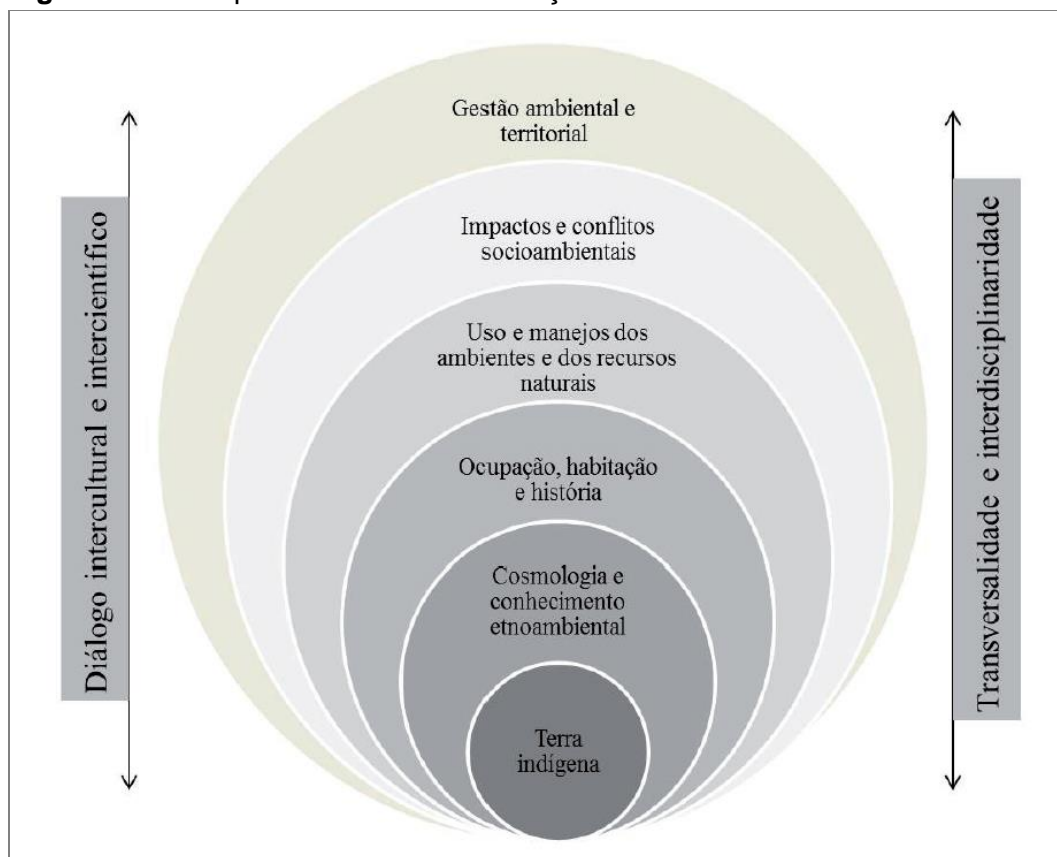 Gestão ambiental e
territorial
Impactos e conflitos
socioambientais
Uso e manejos dos
ambientes e dos recursos
naturais
Ocupação, habitação
e história
Cosmologia e
conhecimento
etnoambiental
Terra
indígena
Diálogo intercultural e intercientífico
Transversalidade e interdisciplinaridade